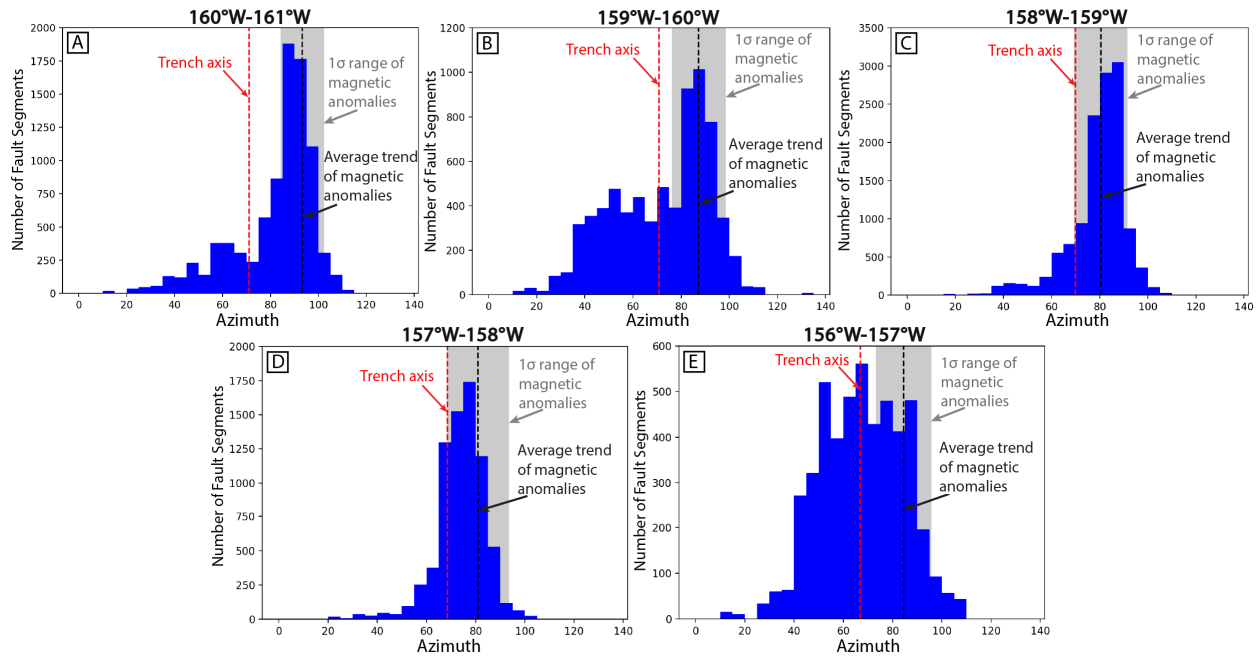 160°W-161°W
A
Trench axis
1σ range of
magnetic
anomalies
Average trend
of magnetic
anomalies
Number of Fault Segments
2000
1750
1500
1250
1000
750
500
250
0
0 20 40 60 80 100 120 140
Azimuth
159°W-160°W
B
Trench axis
1σ range of
magnetic
anomalies
Average trend
of magnetic
anomalies
Number of Fault Segments
1200
1000
800
600
400
200
0
0 20 40 60 80 100 120 140
Azimuth
158°W-159°W
C
Trench axis
1σ range of
magnetic
anomalies
Average trend
of magnetic
anomalies
Number of Fault Segments
3500
3000
2500
2000
1500
1000
500
0
0 20 40 60 80 100 120 140
Azimuth
157°W-158°W
D
Trench axis
1σ range of
magnetic
anomalies
Average trend
of magnetic
anomalies
Number of Fault Segments
2000
1750
1500
1250
1000
750
500
250
0
0 20 40 60 80 100 120 140
Azimuth
156°W-157°W
E
Trench axis
1σ range of
magnetic
anomalies
Average trend
of magnetic
anomalies
Number of Fault Segments
600
500
400
300
200
100
0
0 20 40 60 80 100 120 140
Azimuth